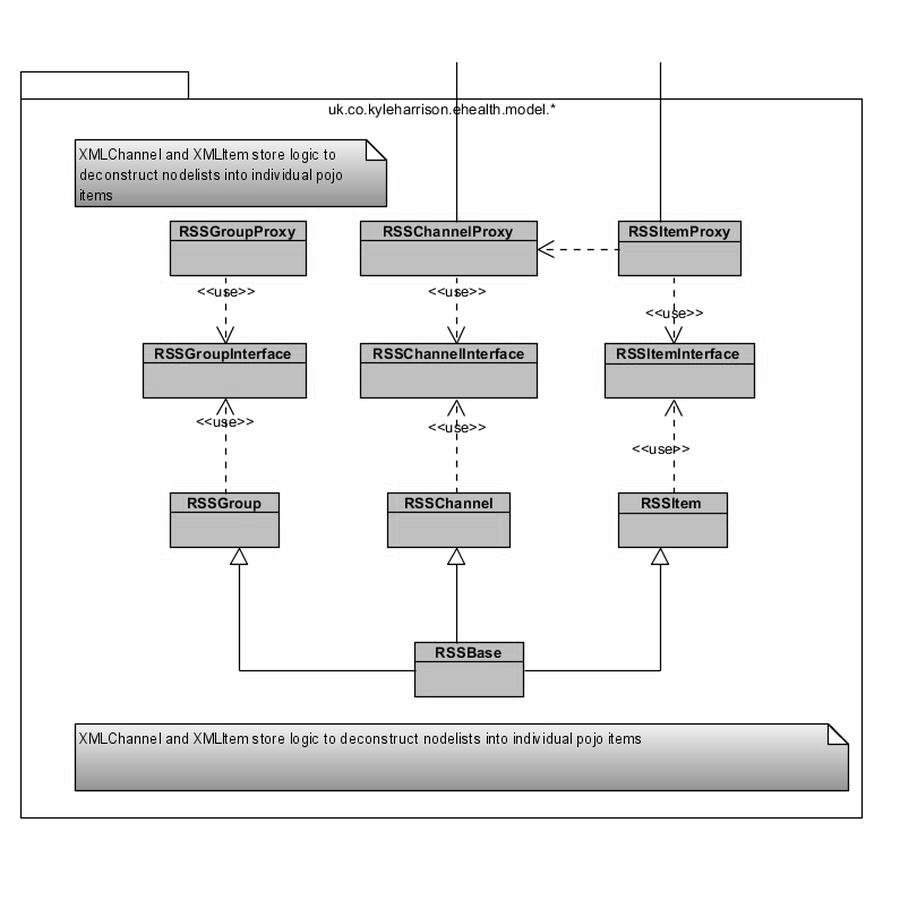 uk.co.kyleharrison.ehealth.model.*
XMLChannel and XMLItem store logic to
deconstruct nodelists into individual pojo
items
RSSGroupProxy
RSSChannelProxy
RSSItemProxy
<<use>>
<<use>>
<<use>>
RSSGroupInterface
RSSChannelInterface
RSSItemInterface
<<use>>
<<use>>
<<use>>
RSSGroup
RSSChannel
RSSItem
RSSBase
XMLChannel and XMLItem store logic to deconstruct nodelists into individual pojo items